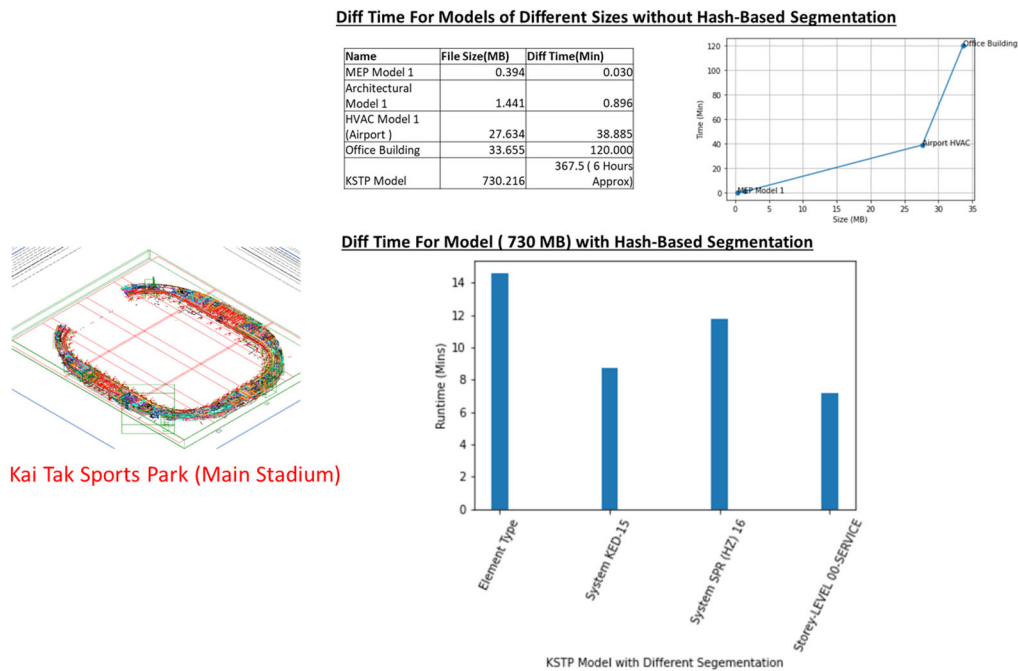 Diff Time For Models of Different Sizes without Hash-Based Segmentation
Name File Size(MB) Diff Time(Min)
MEP Model 1 0.394 0.030
Architectural
Model 1 1.441 0.896
HVAC Model 1
(Airport ) 27.634 38.885
Office Building 33.655 120.000
367.5 ( 6 Hours
KSTP Model 730.216 Approx)
120
100
80
60
40
20
0
Time (Min)
Office Building
Airport HVAC
MEP Model 1
0 5 10 15 20 25 30 35
Size (MB)
Diff Time For Model ( 730 MB) with Hash-Based Segmentation
Kai Tak Sports Park (Main Stadium)
14
12
10
8
6
4
2
0
Runtime (Mins)
Element Type
System KED-15
System SPR (HZ) 16
Storey-LEVEL 00-SERVICE
KSTP Model with Different Segementation